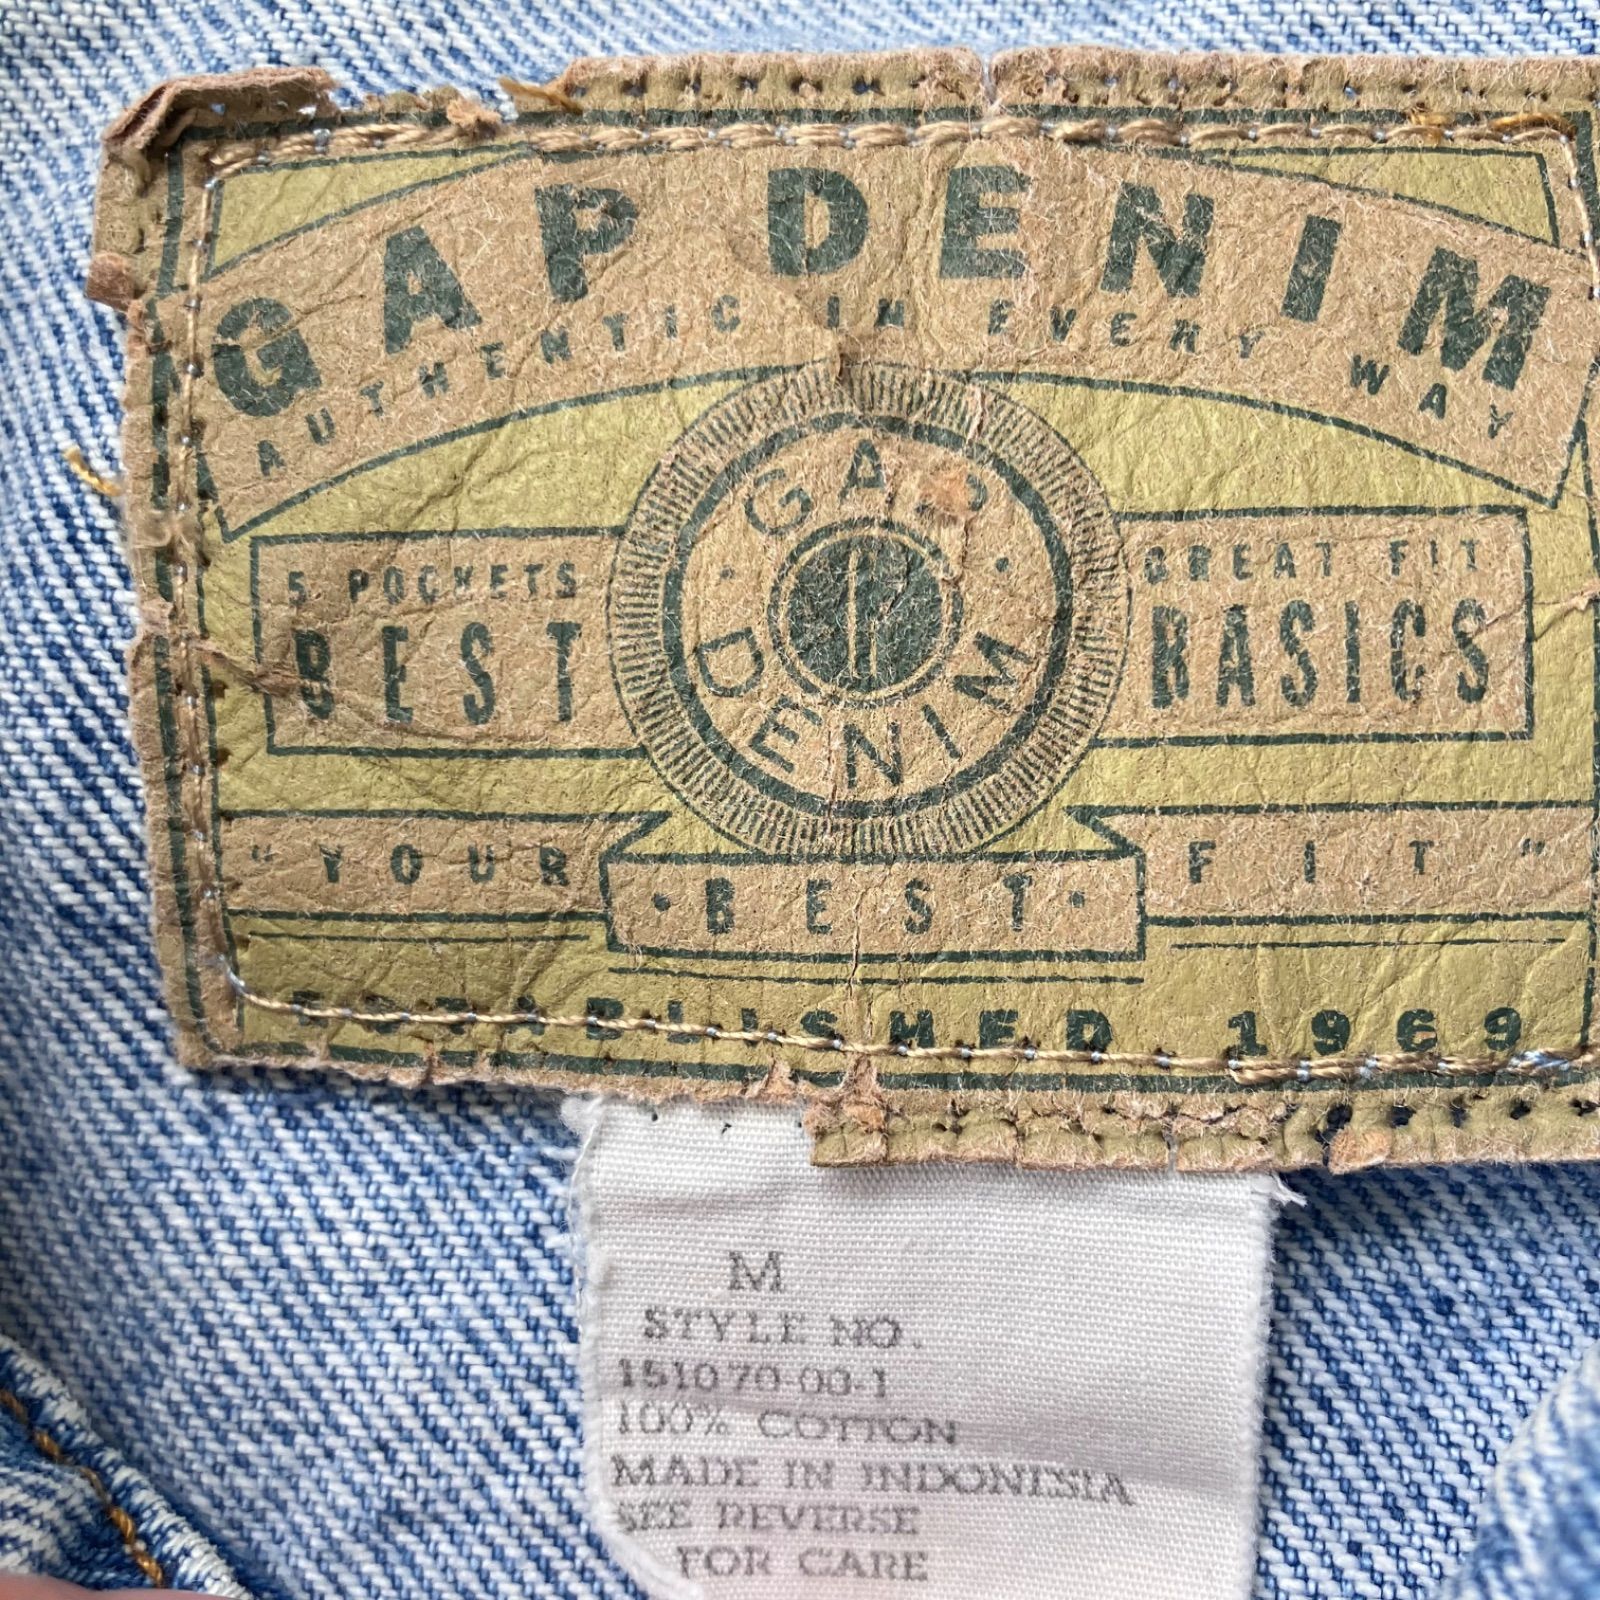 GAP DENIM
AUTHENTIC IN EVERY WAY
GAP
DENIM
5 POCKETS
BEST
GREAT FIT
BASICS
"YOUR ·BEST· FIT"
ESTABLISHED 1969
M
STYLE NO.
151070-00-1
100% COTTON
MADE IN INDONESIA
SEE REVERSE
FOR CARE